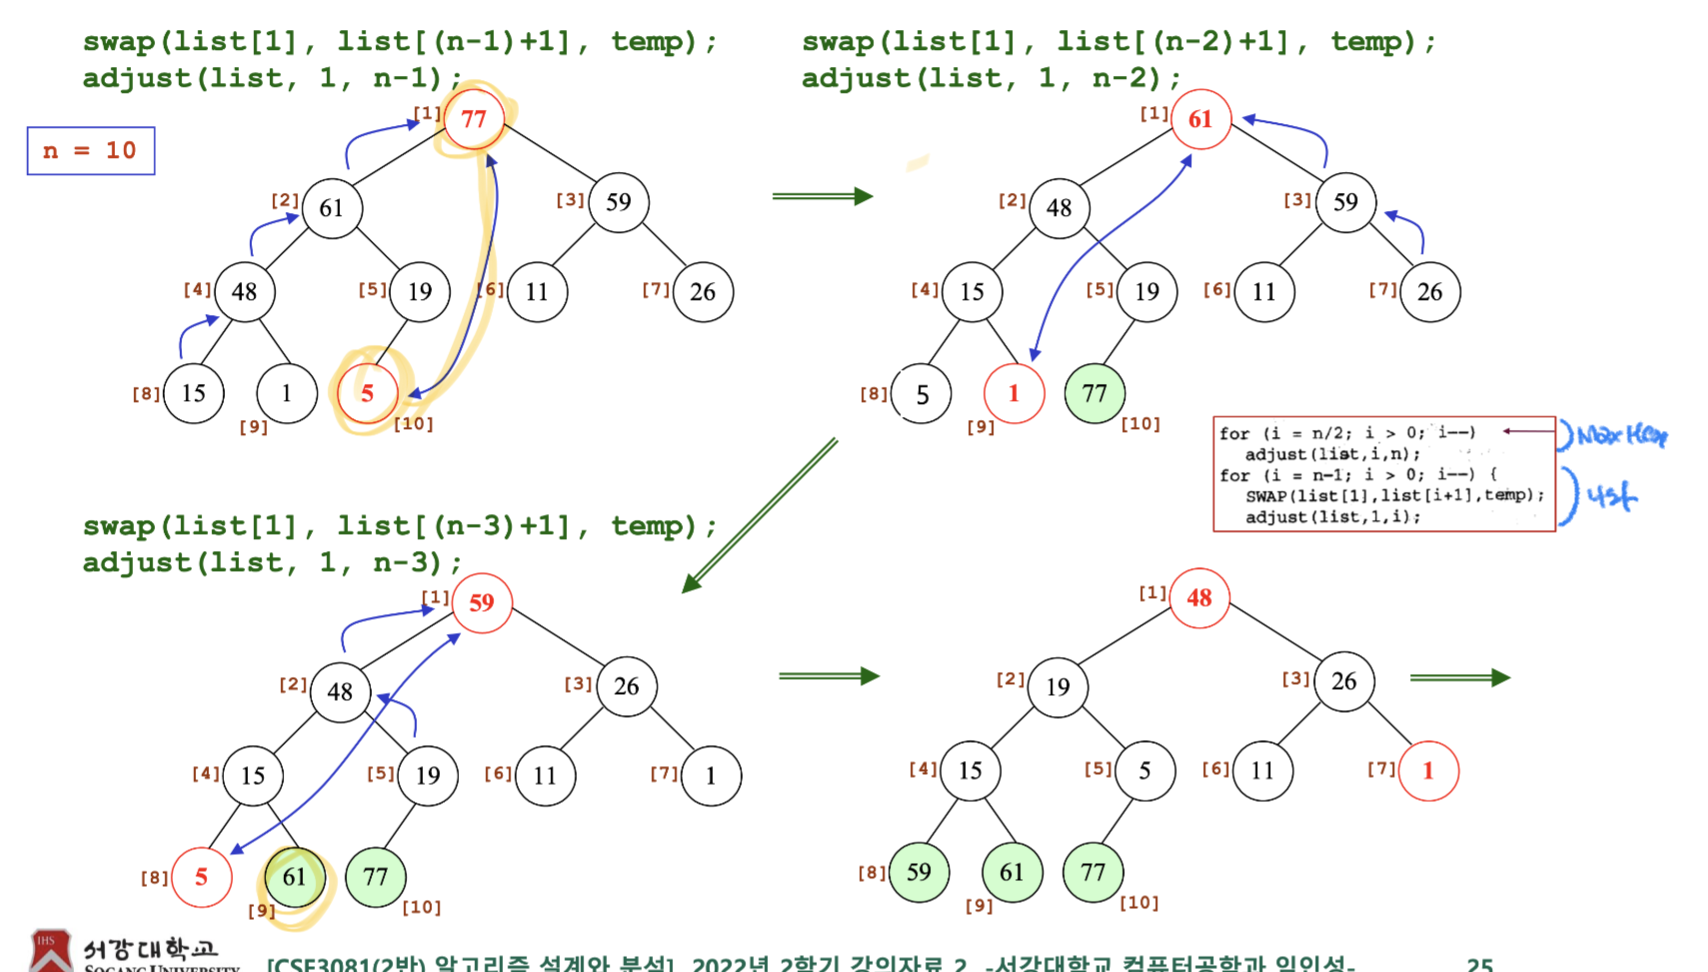 swap(list[1], list[(n-1)+1], temp);
adjust(list, 1, n-1);
n = 10
[1] 77
[2] 61
[3] 59
[4] 48
[5] 19
[6] 11
[7] 26
[8] 15
[9] 1
[10] 5
swap(list[1], list[(n-2)+1], temp);
adjust(list, 1, n-2);
[1] 61
[2] 48
[3] 59
[4] 15
[5] 19
[6] 11
[7] 26
[8] 5
[9] 1
[10] 77
for (i = n/2; i > 0; i--)
adjust(list,i,n);
for (i = n-1; i > 0; i--) {
SWAP(list[1],list[i+1],temp);
adjust(list,1,i);
Max Heap
swap(list[1], list[(n-3)+1], temp);
adjust(list, 1, n-3);
[1] 59
[2] 48
[3] 26
[4] 15
[5] 19
[6] 11
[7] 1
[8] 5
[9] 61
[10] 77
[1] 48
[2] 19
[3] 26
[4] 15
[5] 5
[6] 11
[7] 1
[8] 59
[9] 61
[10] 77
IHS
서강대학교
SOGANG UNIVERSITY
[CSE3081(2반) 알고리즘 설계와 분석] 2022년 2학기 강의자료 2 -서강대학교 컴퓨터공학과 임인성-
25